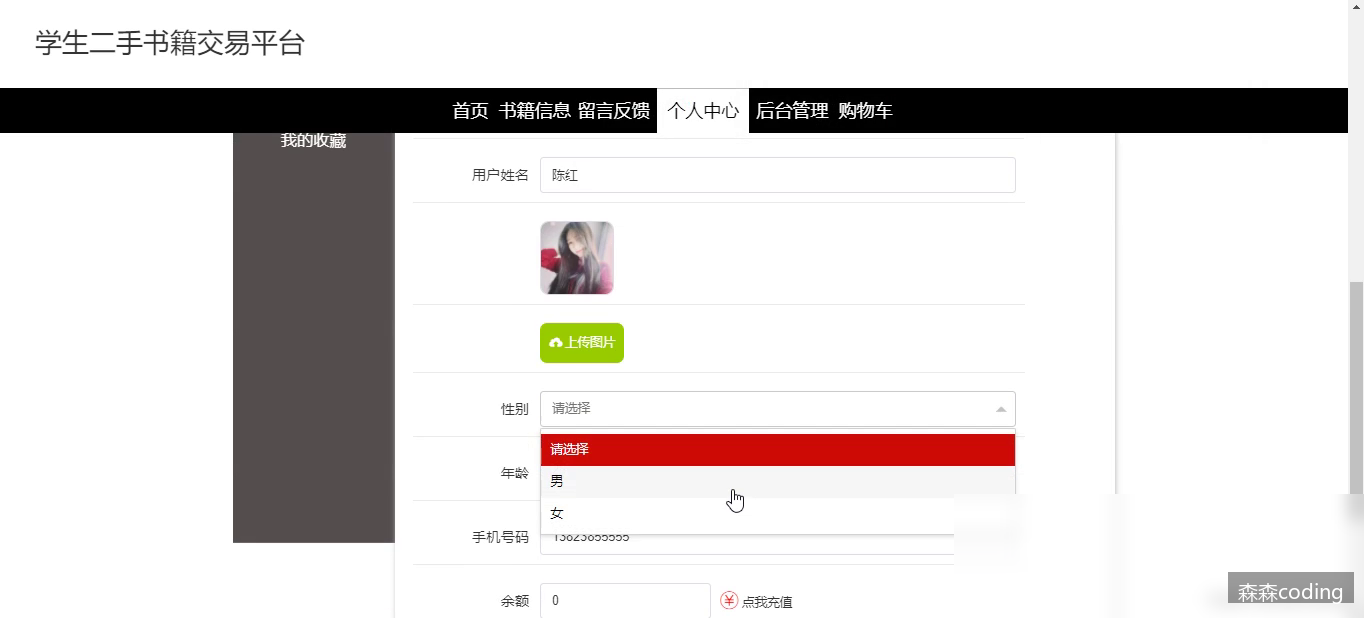 学生二手书籍交易平台
首页 书籍信息 留言反馈 个人中心 后台管理 购物车
我的收藏
用户姓名 陈红
上传图片
性别 请选择
请选择
男
年龄
女
手机号码 13823855555
余额 0 点我充值
森森coding